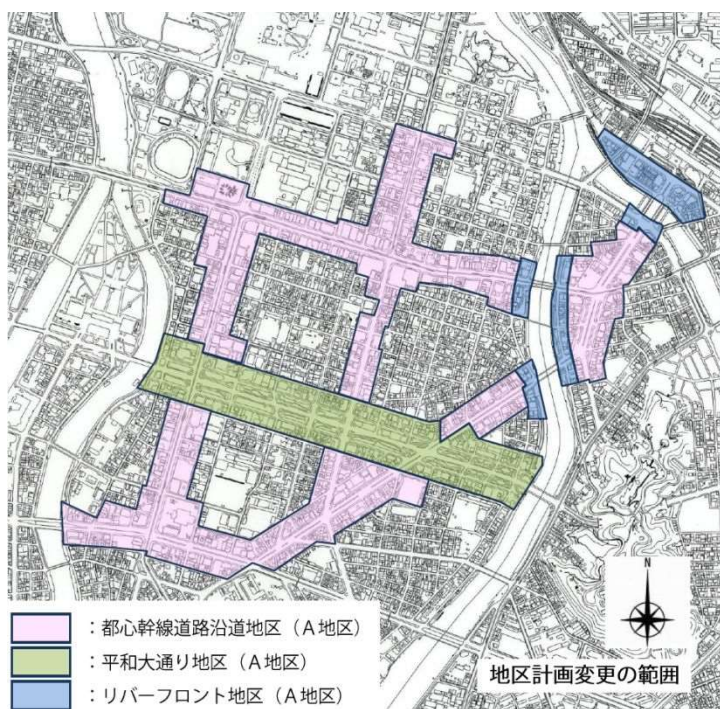 N
：都心幹線道路沿道地区（Ａ地区）
：平和大通り地区（Ａ地区）
：リバーフロント地区（Ａ地区）
地区計画変更の範囲